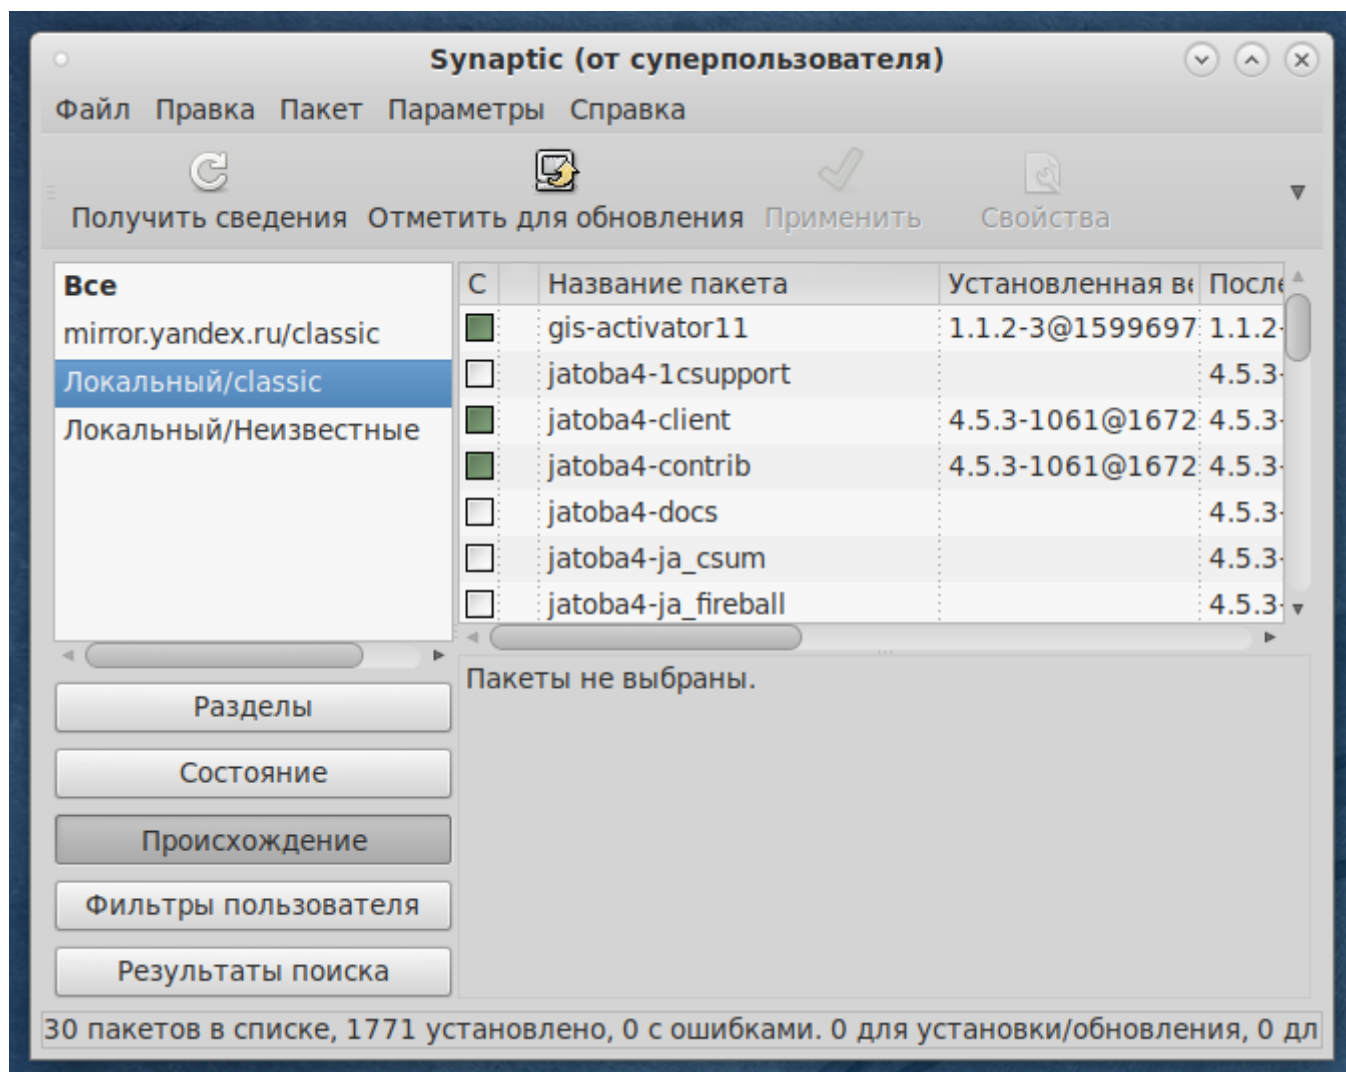 Synaptic (от суперпользователя)
Файл Правка Пакет Параметры Справка
Получить сведения Отметить для обновления Применить Свойства
Все
mirror.yandex.ru/classic
Локальный/classic
Локальный/Неизвестные
С Название пакета Установленная ве После
gis-activator11 1.1.2-3@1599697 1.1.2-
jatoba4-1csupport 4.5.3-
jatoba4-client 4.5.3-1061@1672 4.5.3-
jatoba4-contrib 4.5.3-1061@1672 4.5.3-
jatoba4-docs 4.5.3-
jatoba4-ja_csum 4.5.3-
jatoba4-ja_fireball 4.5.3-
Разделы
Состояние
Происхождение
Фильтры пользователя
Результаты поиска
Пакеты не выбраны.
30 пакетов в списке, 1771 установлено, 0 с ошибками. 0 для установки/обновления, 0 дл